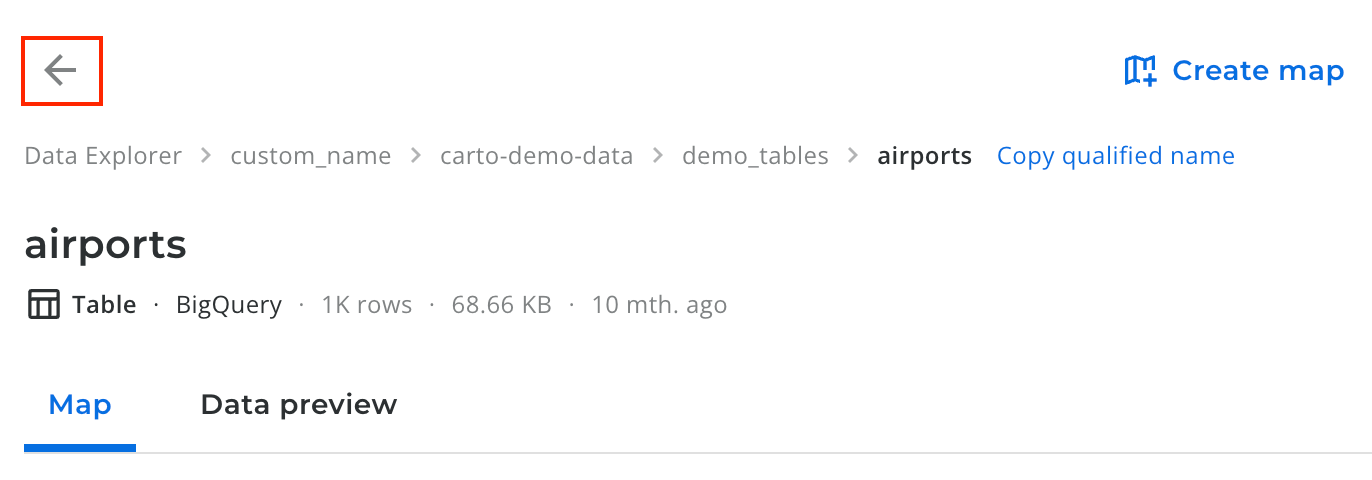 Create map
Data Explorer > custom_name > carto-demo-data > demo_tables > airports Copy qualified name
airports
Table · BigQuery · 1K rows · 68.66 KB · 10 mth. ago
Map Data preview